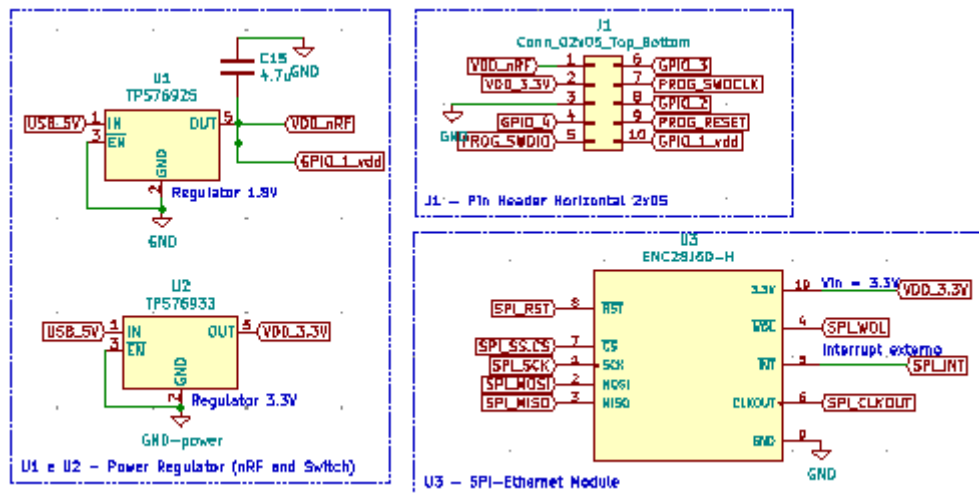 C15
4.7u
GND
U1
TPS76925
USB_5V
1
IN
OUT
5
VDD_nRF
3
EN
GPIO_1_vdd
GND
2
Regulator 1.8V
GND
U2
TPS76933
USB_5V
1
IN
OUT
5
VDD_3.3V
3
EN
GND
2
Regulator 3.3V
GND-power
U1 e U2 - Power Regulator (nRF and Switch)
J1
Conn_02x05_Top_Bottom
VDD_nRF
1
6
GPIO_3
VDD_3.3V
2
7
PROG_SWDCLK
3
8
GPIO_2
GND
GPIO_4
4
9
PROG_RESET
PROG_SWDIO
5
10
GPIO_1_vdd
J1 - Pin Header Horizontal 2x05
U3
ENC28J60-H
3.3V
10
Vin = 3.3V
VDD_3.3V
SPI_RST
8
RST
WOL
4
SPI_WOL
SPI_SS.CS
7
CS
Interrupt externo
SPI_SCK
1
SCK
INT
5
SPI_INT
SPI_MOSI
2
MOSI
SPI_MISO
3
MISO
CLKOUT
6
SPI_CLKOUT
GND
9
GND
U3 - SPI-Ethernet Module